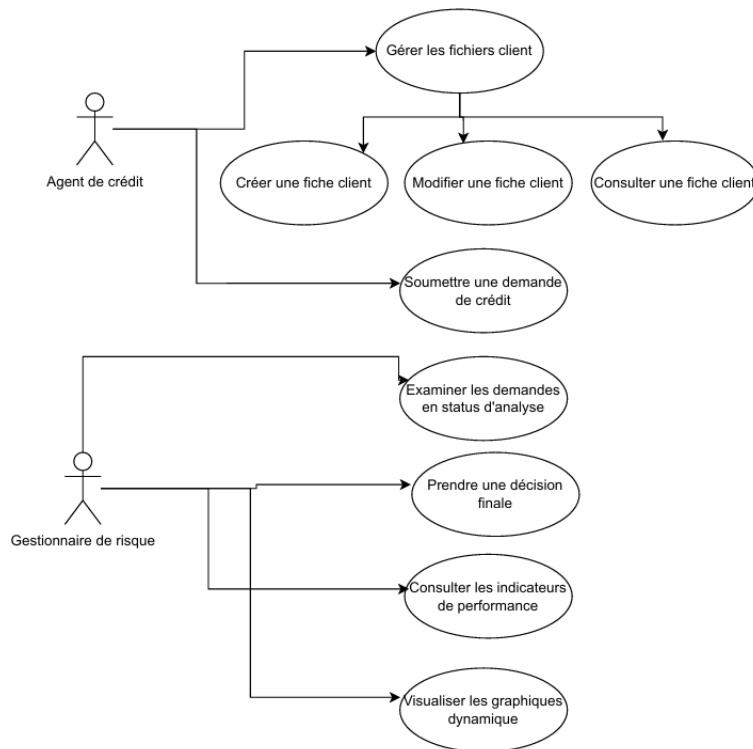 Gérer les fichiers client
Agent de crédit
Créer une fiche client
Modifier une fiche client
Consulter une fiche client
Soumettre une demande
de crédit
Examiner les demandes
en status d'analyse
Gestionnaire de risque
Prendre une décision
finale
Consulter les indicateurs
de performance
Visualiser les graphiques
dynamique